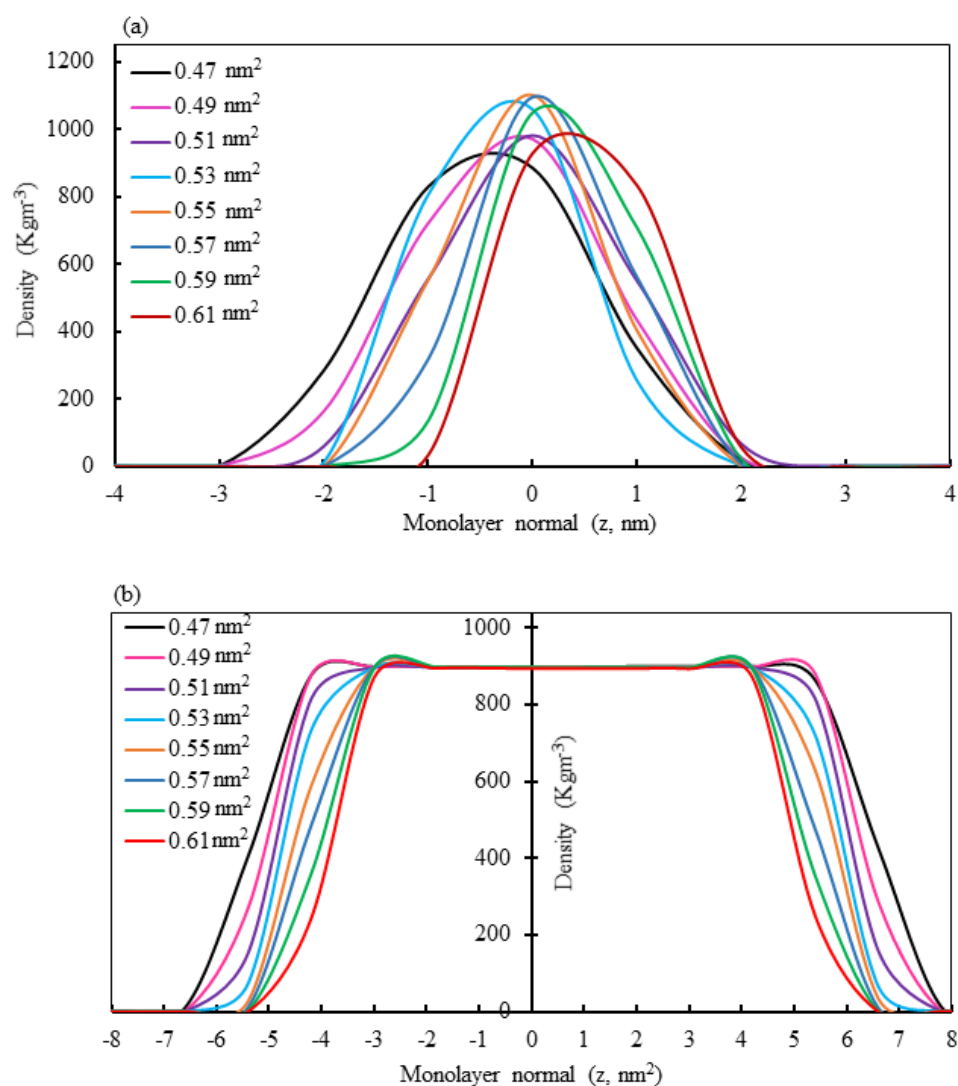 (a)
1200
1000
800
600
400
200
0
Density (Kgm-3)
0.47 nm2
0.49 nm2
0.51 nm2
0.53 nm2
0.55 nm2
0.57 nm2
0.59 nm2
0.61 nm2
-4 -3 -2 -1 0 1 2 3 4
Monolayer normal (z, nm)
(b)
0.47 nm2
0.49 nm2
0.51 nm2
0.53 nm2
0.55 nm2
0.57 nm2
0.59 nm2
0.61 nm2
1000
800
600
400
200
0
Density (Kgm-3)
-8 -7 -6 -5 -4 -3 -2 -1 0 1 2 3 4 5 6 7 8
Monolayer normal (z, nm2)